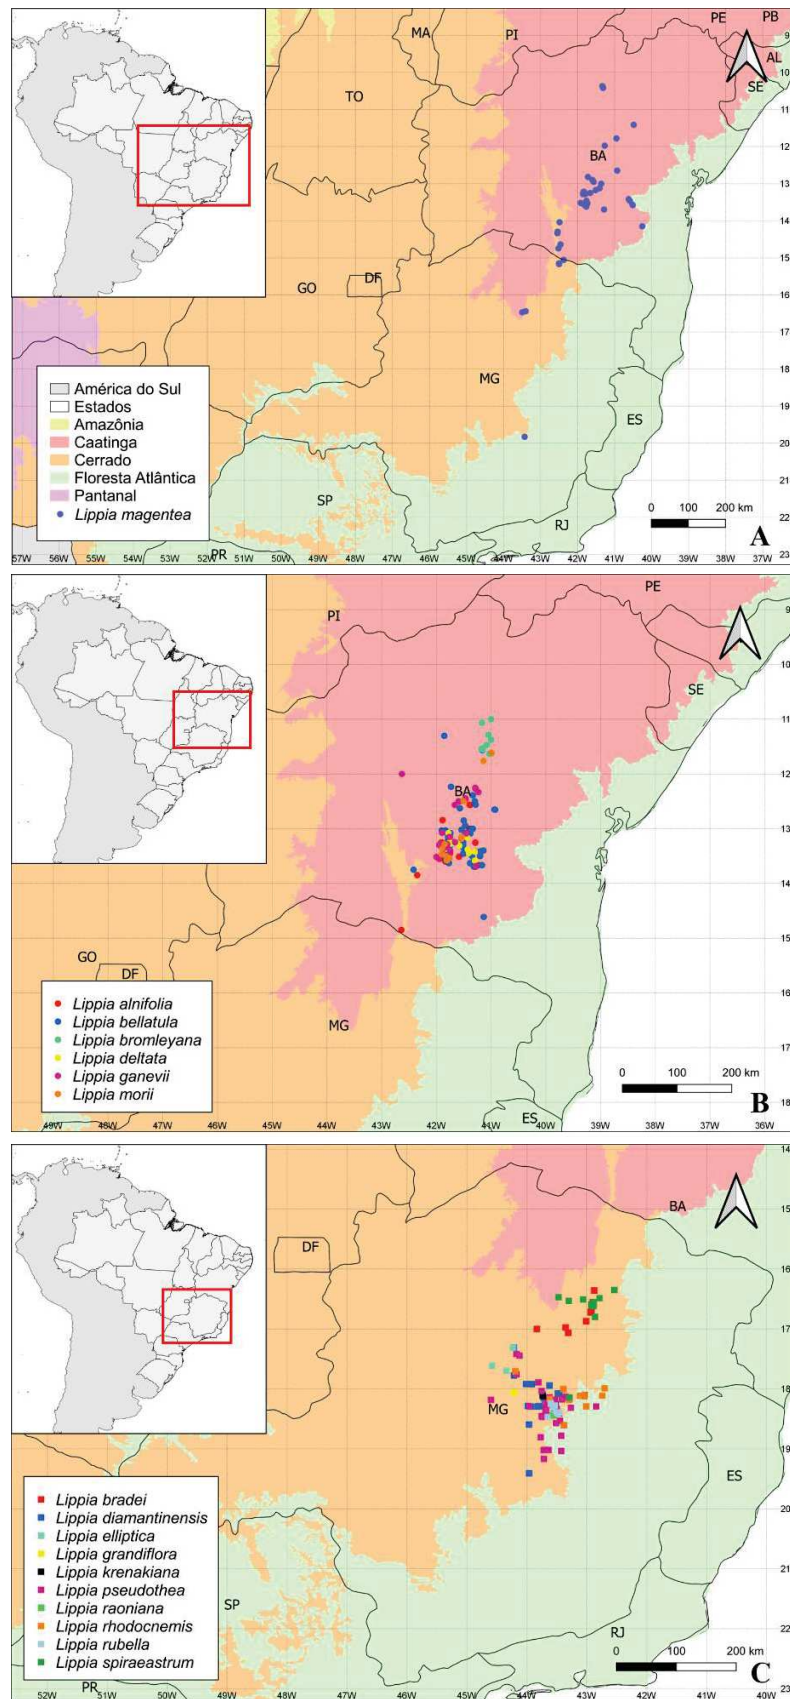 MA
PI
PE
PB
AL
SE
TO
BA
GO
DF
MG
ES
SP
RJ
PR
9
10
11
12
13
14
15
16
17
18
19
20
21
22
23
América do Sul
Estados
Amazônia
Caatinga
Cerrado
Floresta Atlântica
Pantanal
Lippia magentea
0 100 200 km
A
57W 56W 55W 53W 52W 51W 50W 49W 48W 47W 46W 45W 44W 43W 42W 41W 40W 39W 38W 37W
PI
PE
SE
BA
GO
DF
MG
ES
9
10
11
12
13
14
15
16
17
18
Lippia alnifolia
Lippia bellatula
Lippia bromleyana
Lippia deltata
Lippia ganevii
Lippia morii
0 100 200 km
B
49W 48W 47W 46W 45W 44W 43W 42W 41W 40W 39W 38W 37W 36W
BA
DF
MG
ES
SP
RJ
PR
15
16
17
18
19
20
21
22
23
Lippia bradei
Lippia diamantinensis
Lippia elliptica
Lippia grandiflora
Lippia krenakiana
Lippia pseudothea
Lippia raoniana
Lippia rhodocnemis
Lippia rubella
Lippia spiraeastrum
0 100 200 km
C
52W 51W 50W 49W 48W 47W 46W 45W 44W 43W 42W 41W 40W